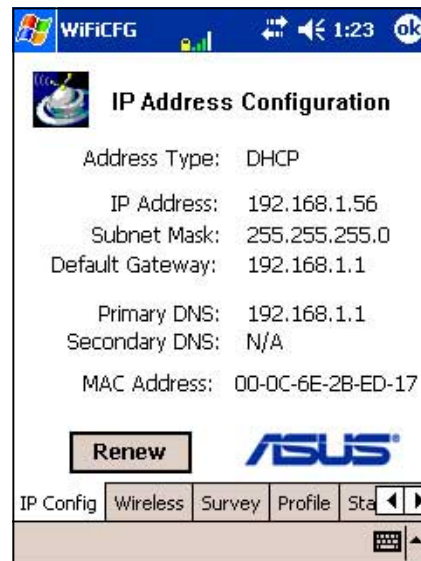 WiFiCFG 1:23 ok
IP Address Configuration
Address Type: DHCP
IP Address: 192.168.1.56
Subnet Mask: 255.255.255.0
Default Gateway: 192.168.1.1
Primary DNS: 192.168.1.1
Secondary DNS: N/A
MAC Address: 00-0C-6E-2B-ED-17
Renew ASUS
IP Config Wireless Survey Profile Sta